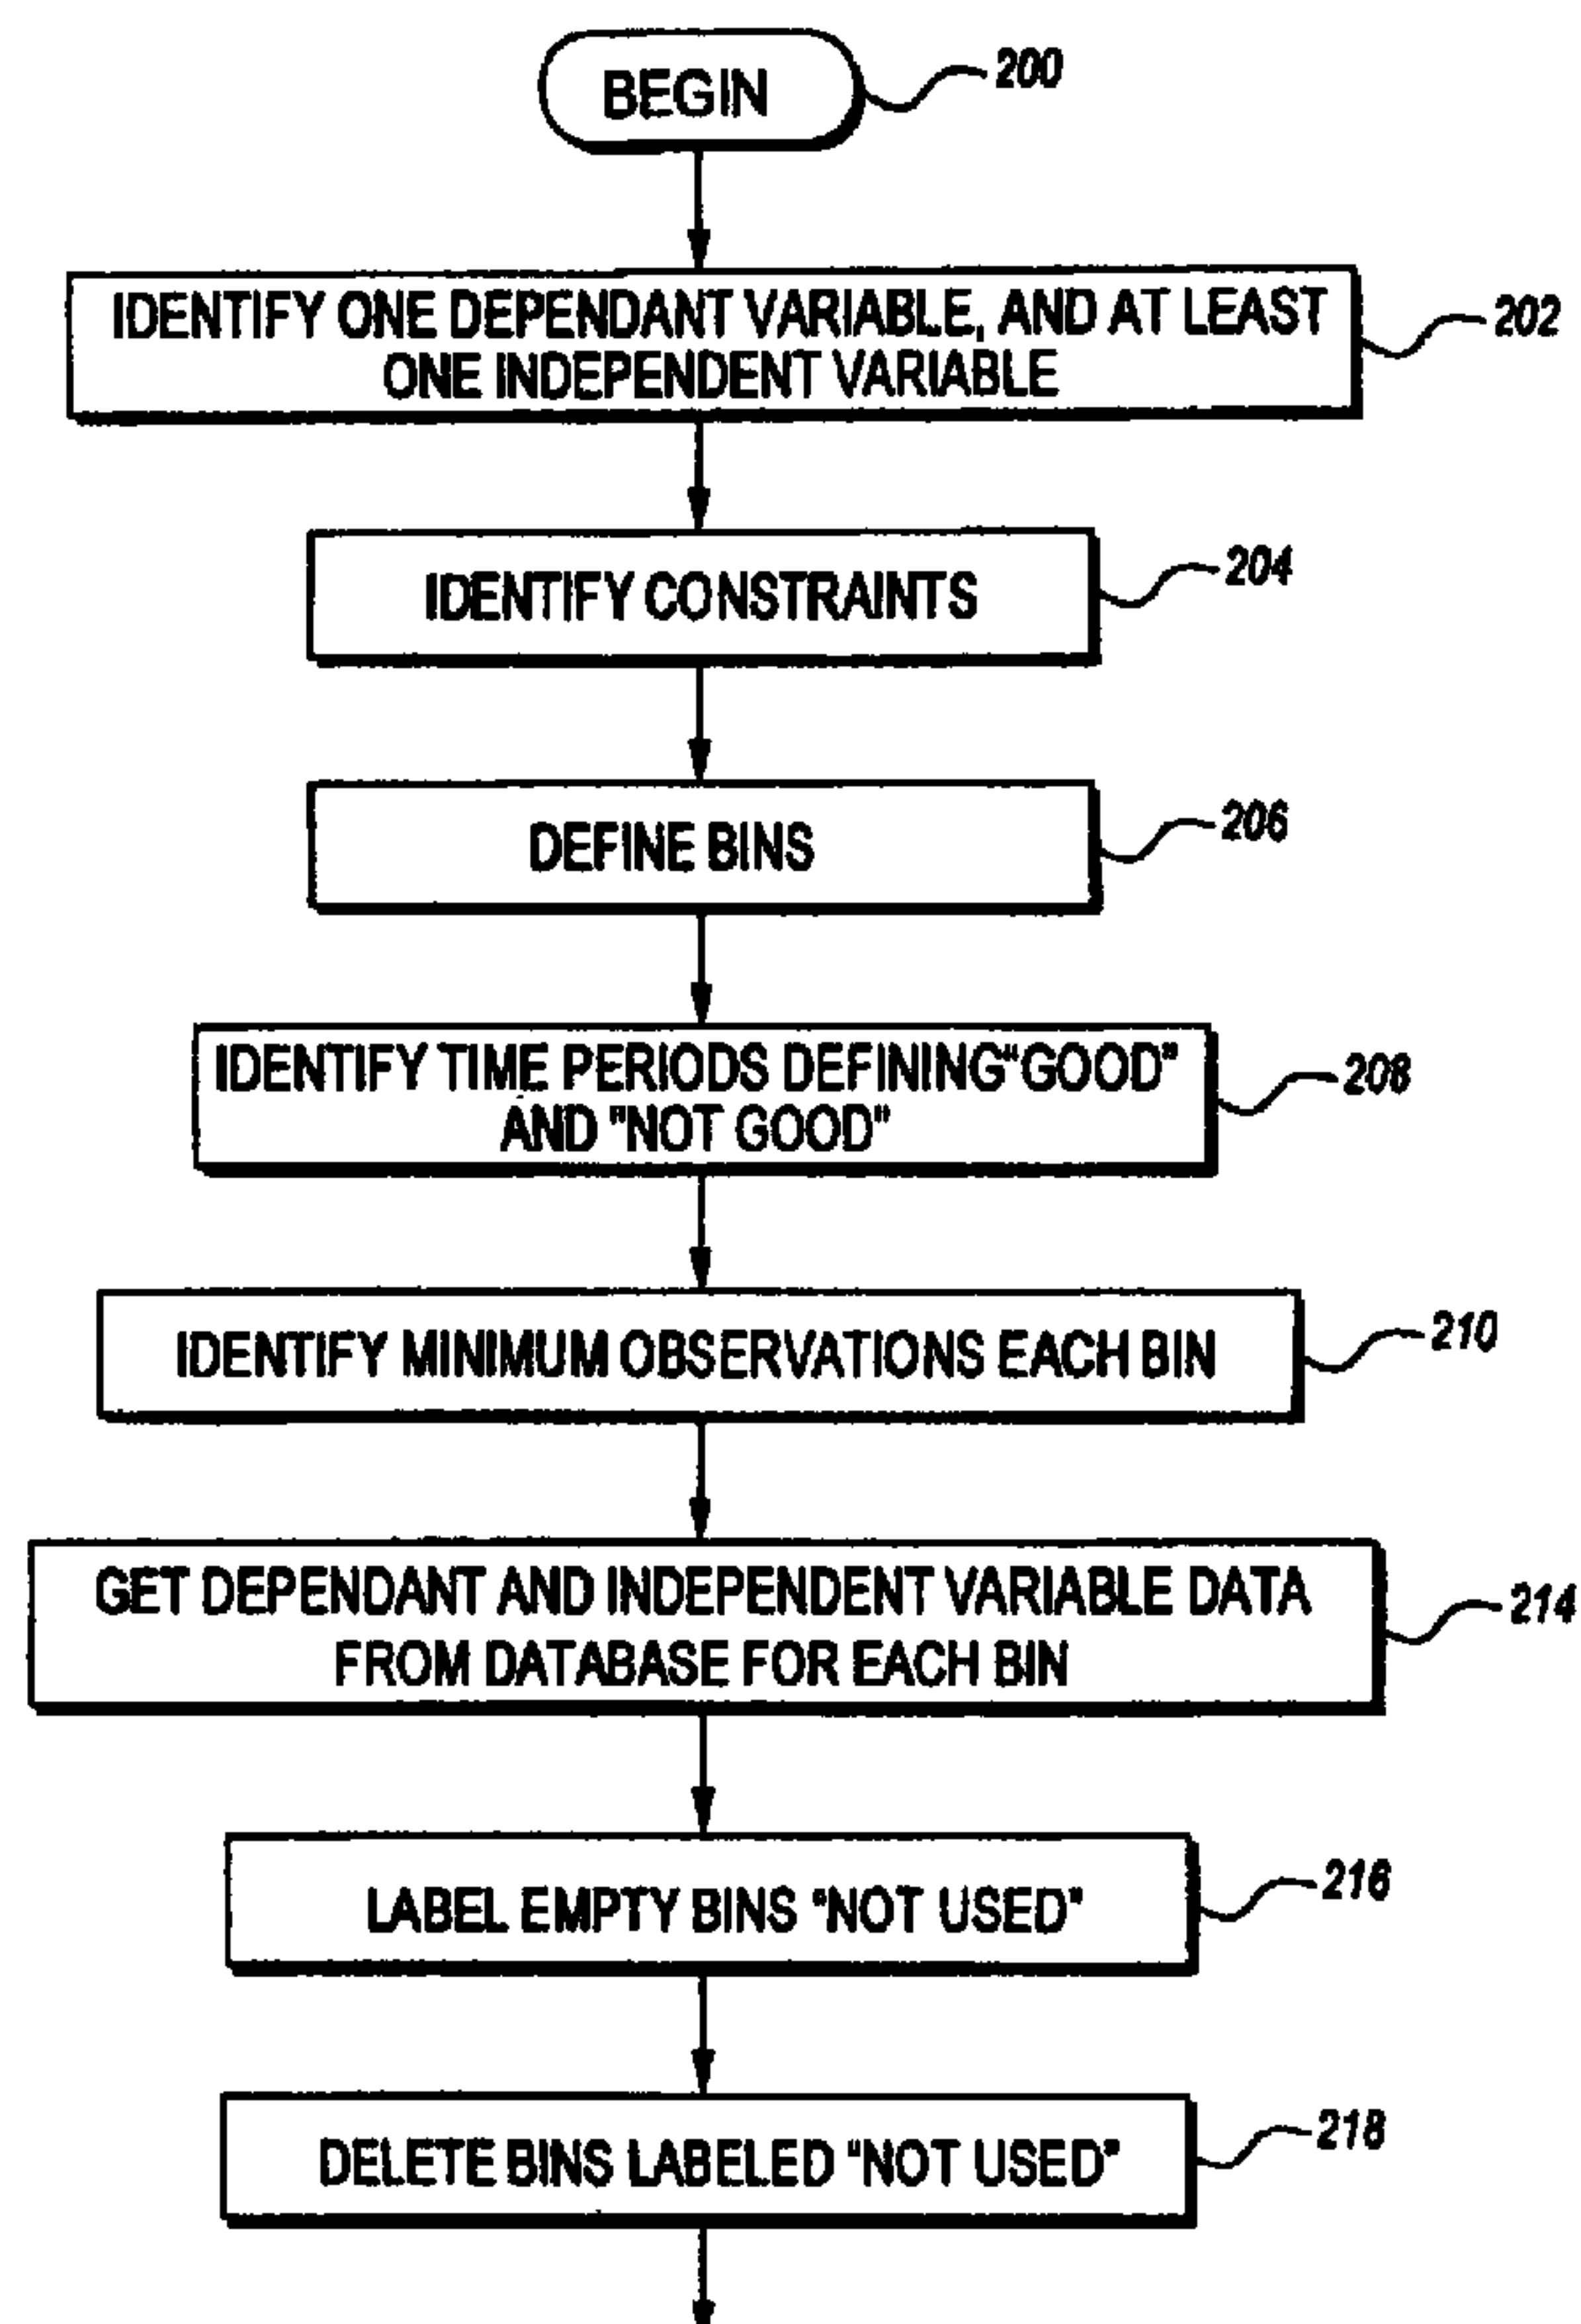 BEGIN
200
IDENTIFY ONE DEPENDANT VARIABLE, AND AT LEAST
ONE INDEPENDENT VARIABLE
202
IDENTIFY CONSTRAINTS
204
DEFINE BINS
206
IDENTIFY TIME PERIODS DEFINING "GOOD"
AND "NOT GOOD"
208
IDENTIFY MINIMUM OBSERVATIONS EACH BIN
210
GET DEPENDANT AND INDEPENDENT VARIABLE DATA
FROM DATABASE FOR EACH BIN
214
LABEL EMPTY BINS "NOT USED"
216
DELETE BINS LABELED "NOT USED"
218